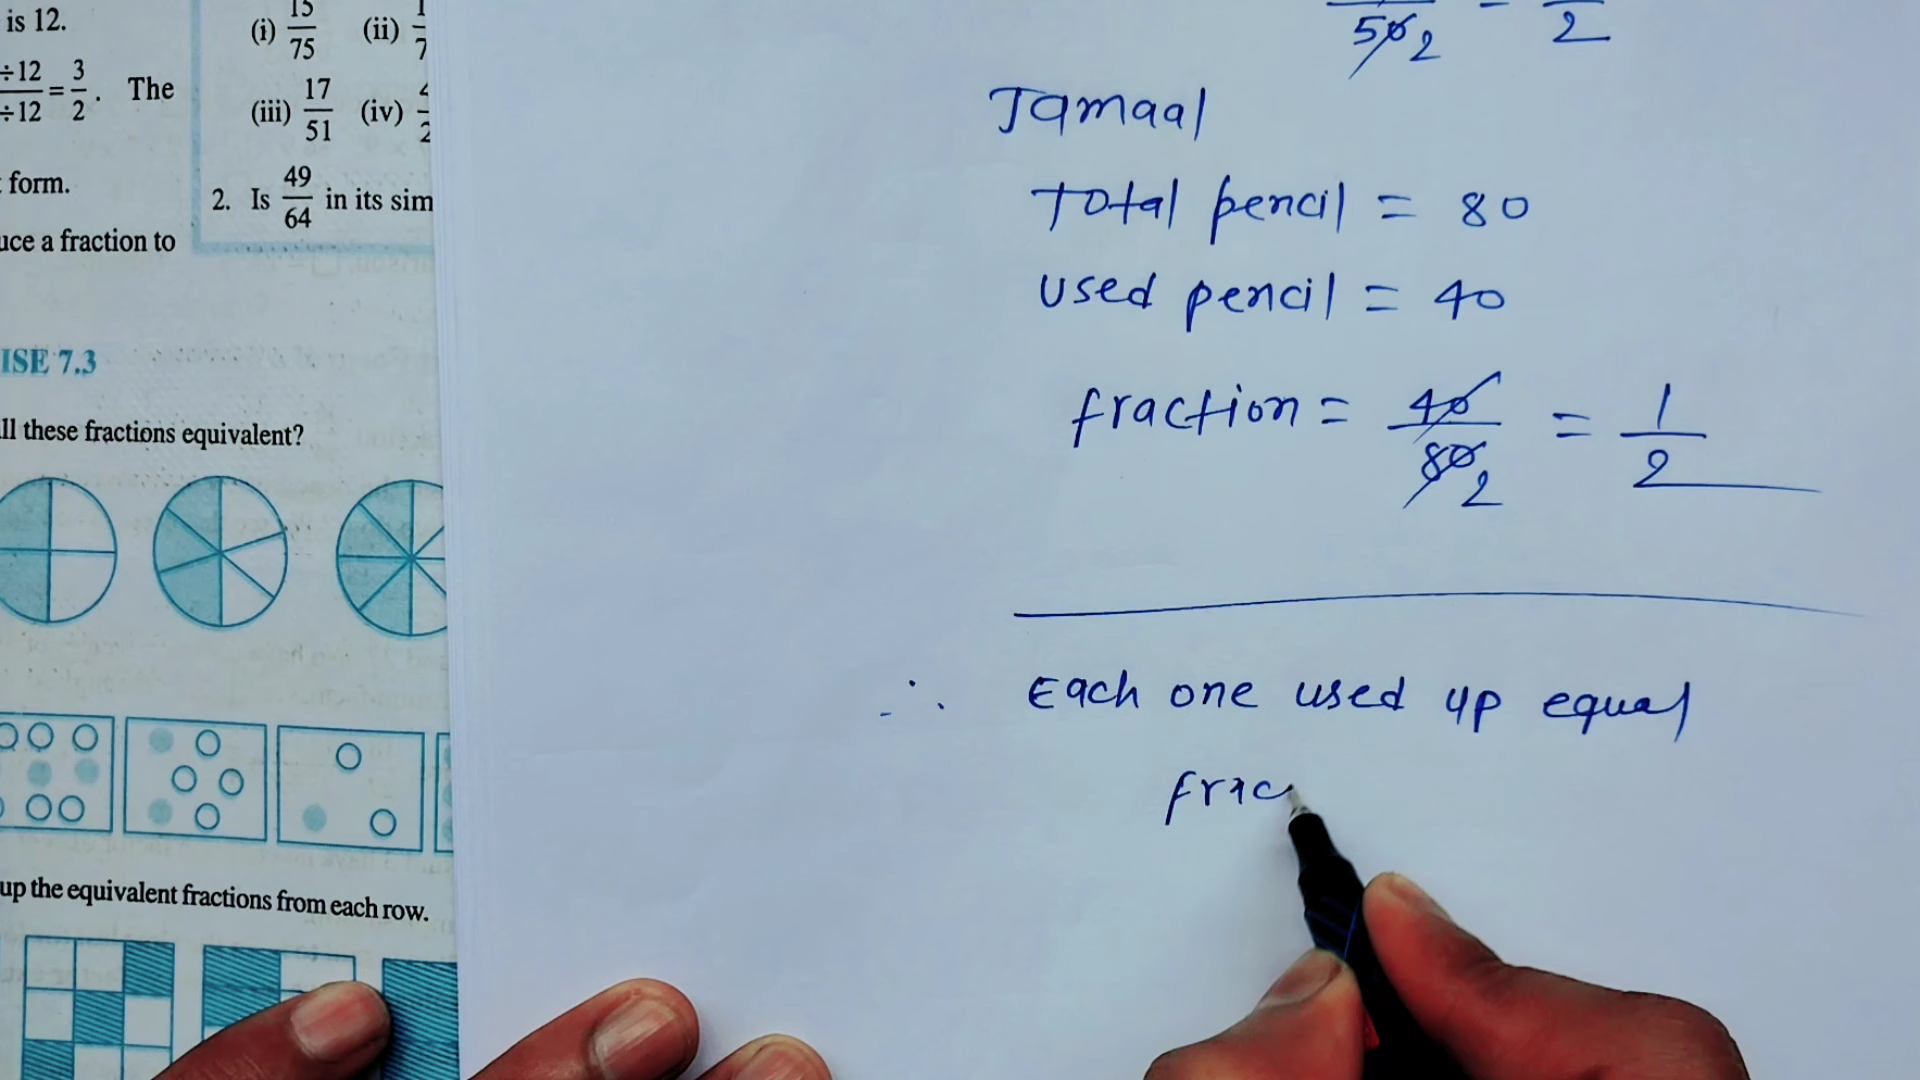 is 12.
÷12/÷12 = 3/2. The
form.
uce a fraction to
ISE 7.3
ll these fractions equivalent?
up the equivalent fractions from each row.
(i) 15/75 (ii)
(iii) 17/51 (iv)
2. Is 49/64 in its sim
502 = /2
Jamaal
Total pencil = 80
used pencil = 40
fraction = 40/80 2 = 1/2
∴ Each one used up equal
frac